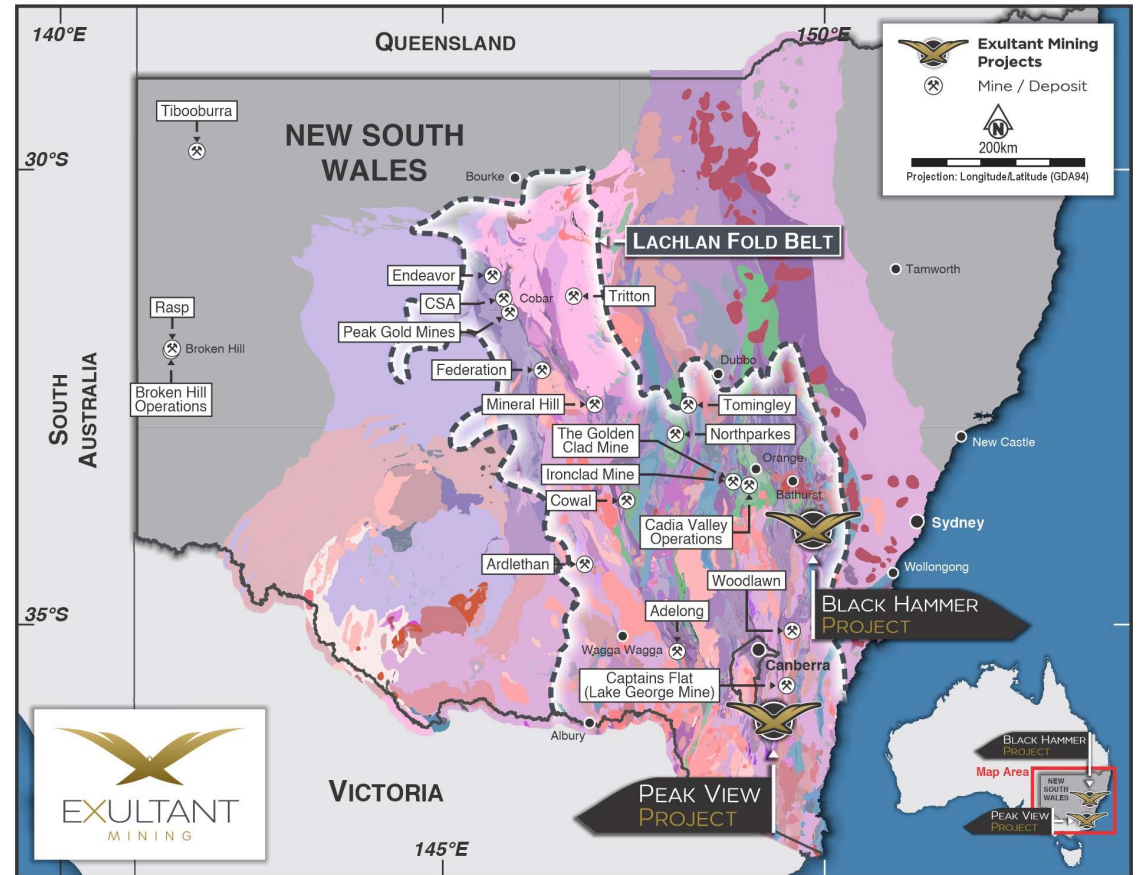 140°E
QUEENSLAND
150°E
Exultant Mining
Projects
Mine / Deposit
N
200km
Projection: Longitude/Latitude (GDA94)
Tibooburra
NEW SOUTH
WALES
30°S
Bourke
LACHLAN FOLD BELT
Tamworth
Endeavor
CSA
Cobar
Tritton
Peak Gold Mines
Rasp
Broken Hill
Broken Hill
Operations
Federation
Dubbo
Mineral Hill
Tomingley
SOUTH
AUSTRALIA
The Golden
Clad Mine
Northparkes
New Castle
Orange
Ironclad Mine
Bathurst
Cowal
Cadia Valley
Operations
Sydney
Ardlethan
Woodlawn
Wollongong
BLACK HAMMER
PROJECT
35°S
Adelong
Wagga Wagga
Canberra
Captains Flat
(Lake George Mine)
Albury
VICTORIA
PEAK VIEW
PROJECT
145°E
EXULTANT
MINING
BLACK HAMMER
PROJECT
Map Area
NEW
SOUTH
WALES
PEAK VIEW
PROJECT